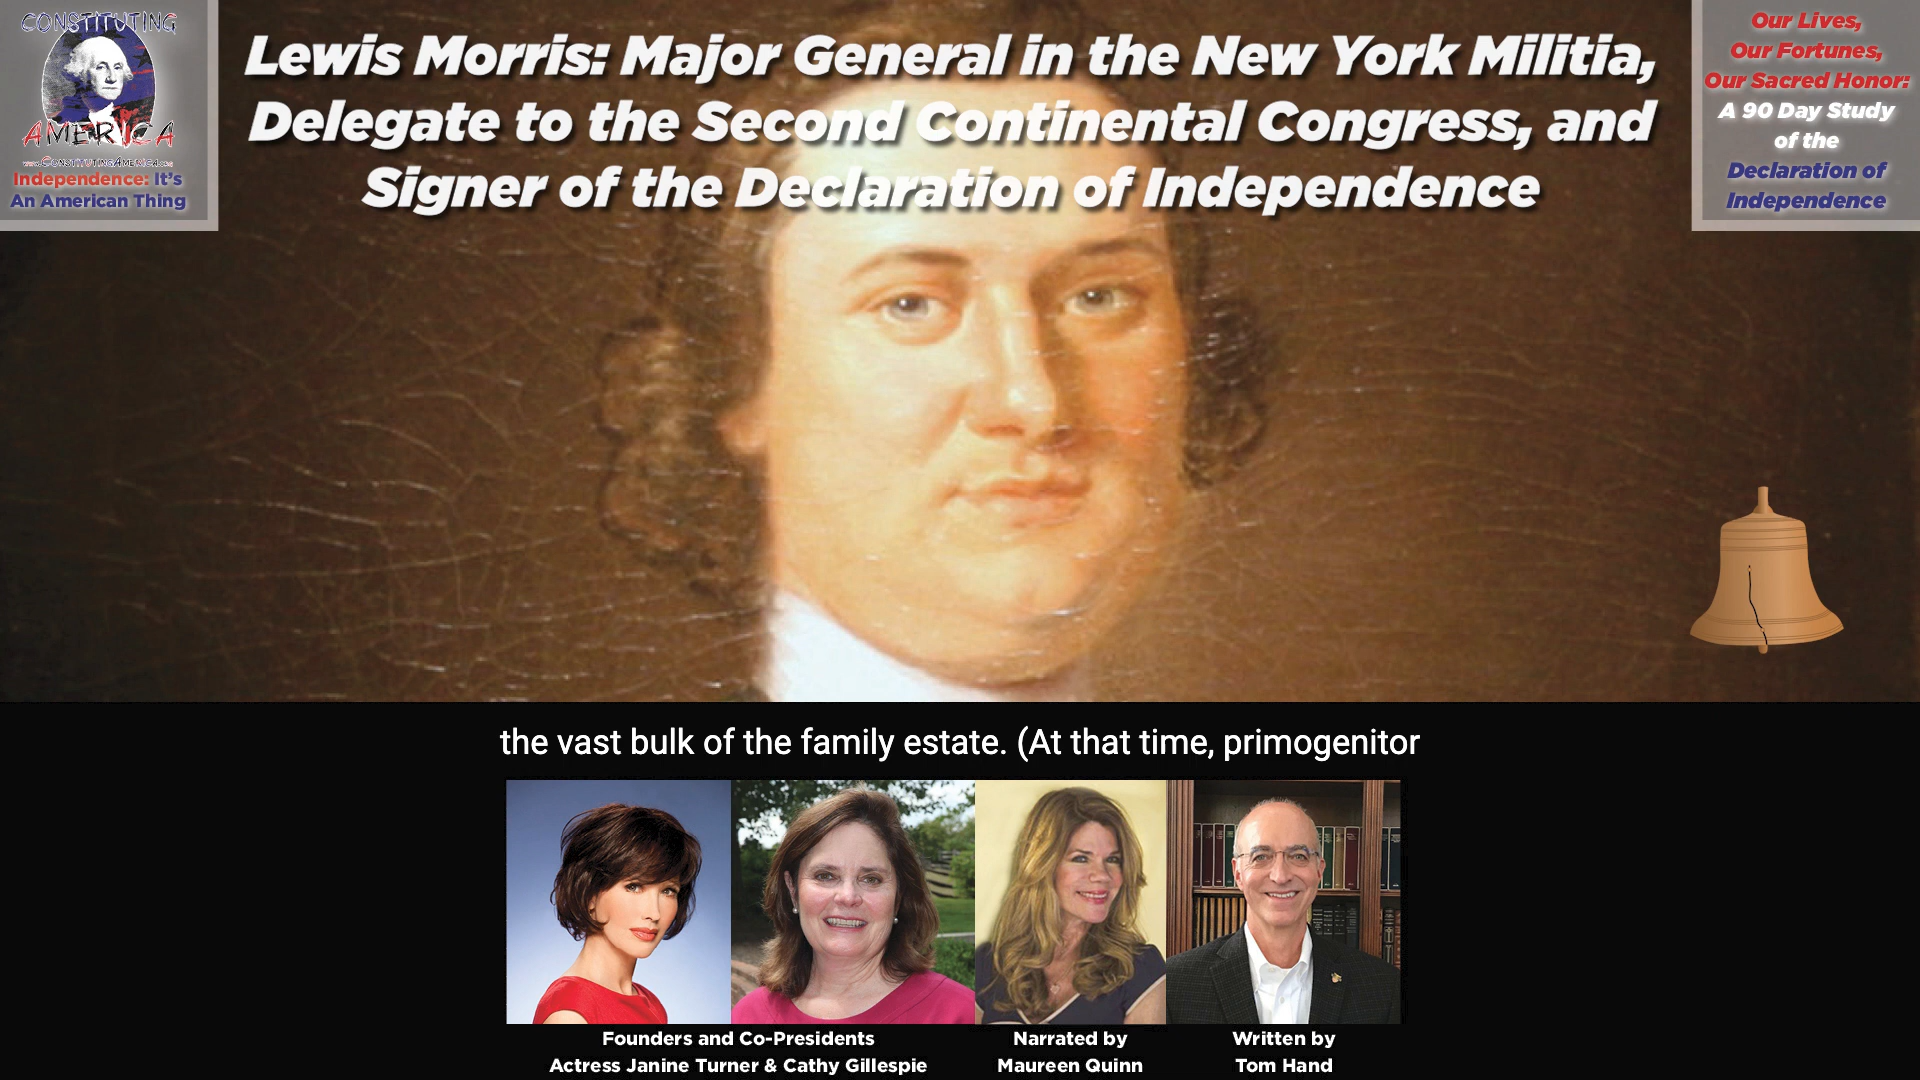 CONSTITUTING
AMERICA
www.ConstitutingAmerica.org
Independence: It's
An American Thing
Lewis Morris: Major General in the New York Militia,
Delegate to the Second Continental Congress, and
Signer of the Declaration of Independence
Our Lives,
Our Fortunes,
Our Sacred Honor:
A 90 Day Study
of the
Declaration of
Independence
the vast bulk of the family estate. (At that time, primogenitor
Founders and Co-Presidents
Actress Janine Turner & Cathy Gillespie
Narrated by
Maureen Quinn
Written by
Tom Hand